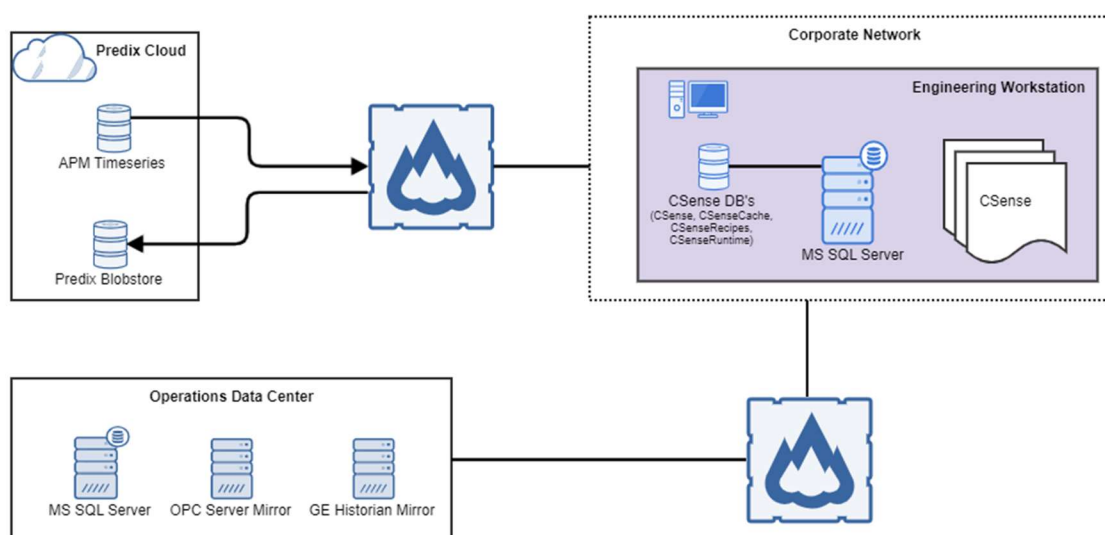 Predix Cloud
APM Timeseries
Predix Blobstore
Corporate Network
Engineering Workstation
CSense DB's
(CSense, CSenseCache,
CSenseRecipes,
CSenseRuntime)
MS SQL Server
CSense
Operations Data Center
MS SQL Server
OPC Server Mirror
GE Historian Mirror